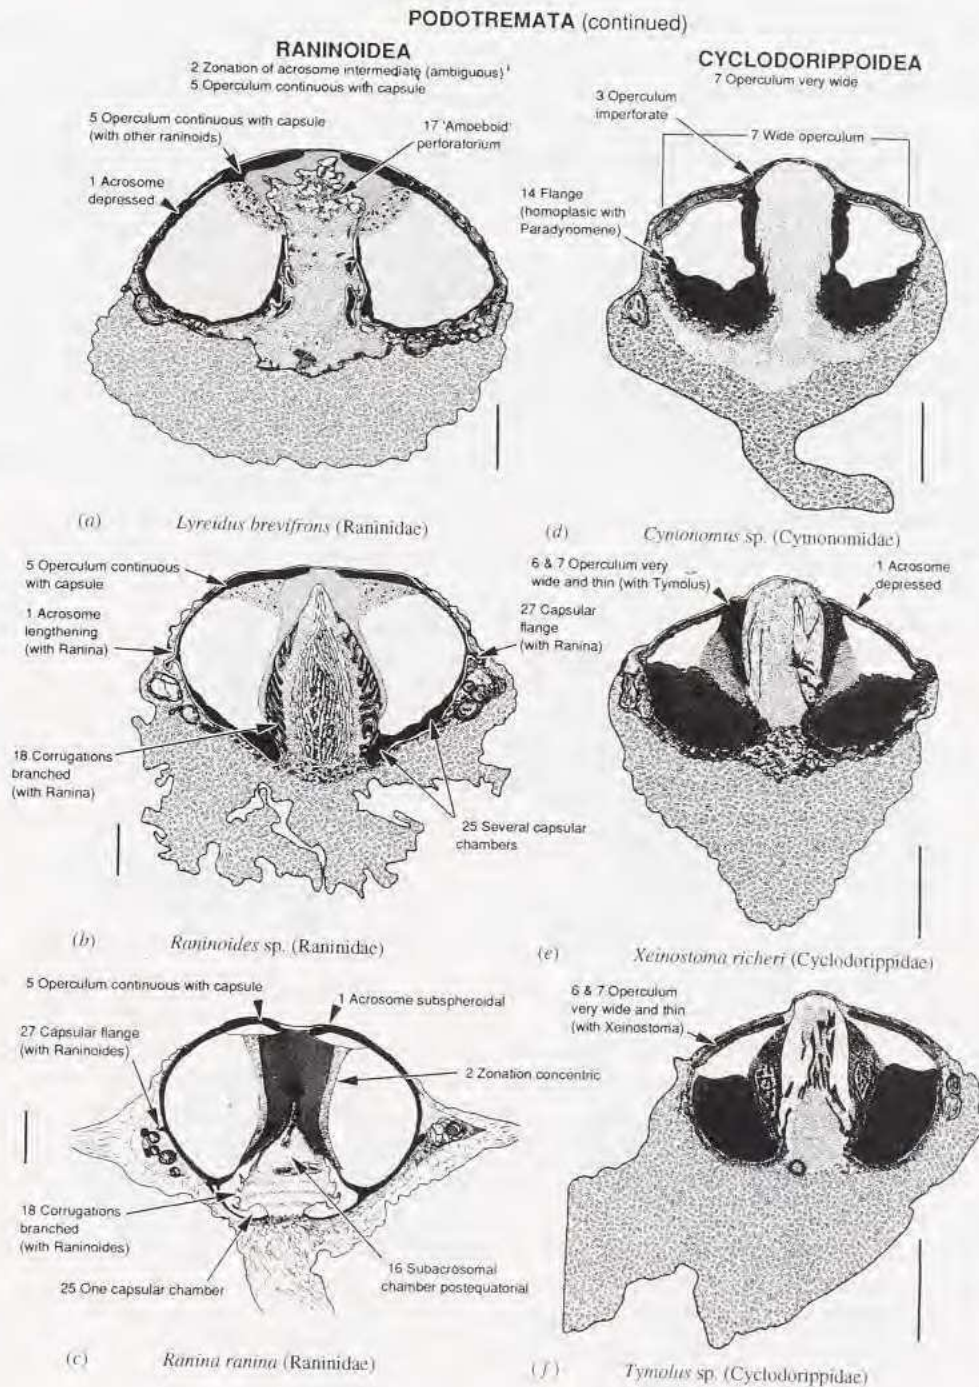 PODOTREMATA (continued)
RANINOIDEA
2 Zonation of acrosome intermediate (ambiguous)¹
5 Operculum continuous with capsule
5 Operculum continuous with capsule
(with other raninoids)
17 'Amoeboid'
perforatorium
1 Acrosome
depressed
(a) Lyreidus brevifrons (Raninidae)
5 Operculum continuous
with capsule
1 Acrosome
lengthening
(with Ranina)
27 Capsular
flange
(with Ranina)
18 Corrugations
branched
(with Ranina)
25 Several capsular
chambers
(b) Raninoides sp. (Raninidae)
5 Operculum continuous with capsule
1 Acrosome subspheroidal
27 Capsular flange
(with Raninoides)
2 Zonation concentric
18 Corrugations
branched
(with Raninoides)
16 Subacrosomal
chamber postequatorial
25 One capsular chamber
(c) Ranina ranina (Raninidae)
CYCLODORIPPOIDEA
7 Operculum very wide
3 Operculum
imperforate
7 Wide operculum
14 Flange
(homoplasic with
Paradynomene)
(d) Cymonomus sp. (Cymonomidae)
6 & 7 Operculum very
wide and thin (with Tymolus)
1 Acrosome
depressed
(e) Xeinostoma richeri (Cyclodorippidae)
6 & 7 Operculum
very wide and thin
(with Xeinostoma)
(f) Tymolus sp. (Cyclodorippidae)